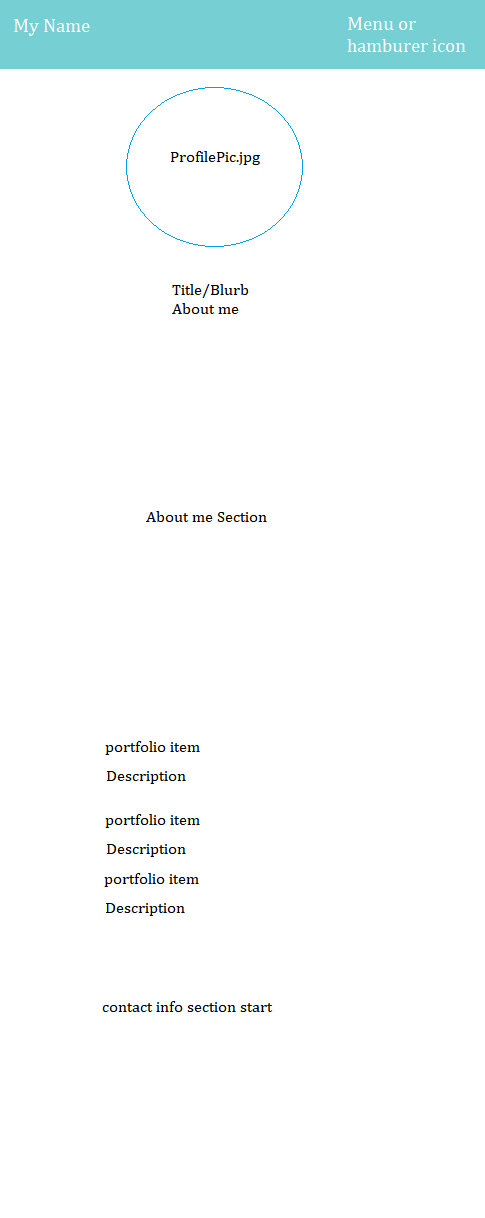 My Name
Menu or
hamburer icon
ProfilePic.jpg
Title/Blurb
About me
About me Section
portfolio item
Description
portfolio item
Description
portfolio item
Description
contact info section start